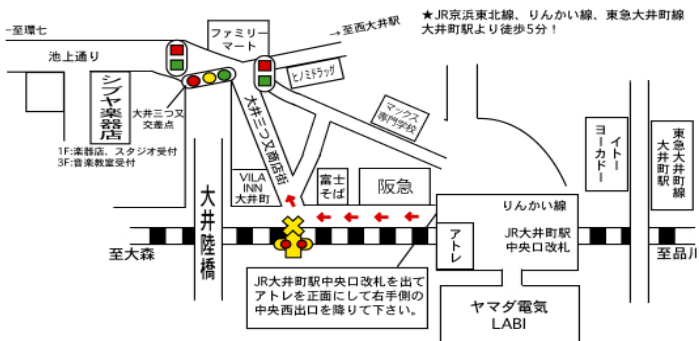 ★JR京浜東北線、りんかい線、東急大井町線
大井町駅より徒歩5分！
←至環七
池上通り
ファミリー
マート
→至西大井駅
ヒノミドラッグ
シブヤ楽器店
大井三つ又
交差点
1F:楽器店、スタジオ受付
3F:音楽教室受付
大井三つ又商店街
マックス
専門学校
イトー
ヨーカドー
東急大井町線
大井町駅
大井陸橋
VILA
INN
大井町
富士
そば
阪急
りんかい線
JR大井町駅
中央口改札
アトレ
至大森
至品川
JR大井町駅中央口改札を出て
アトレを正面にして右手側の
中央西出口を降りて下さい。
ヤマダ電気
LABI